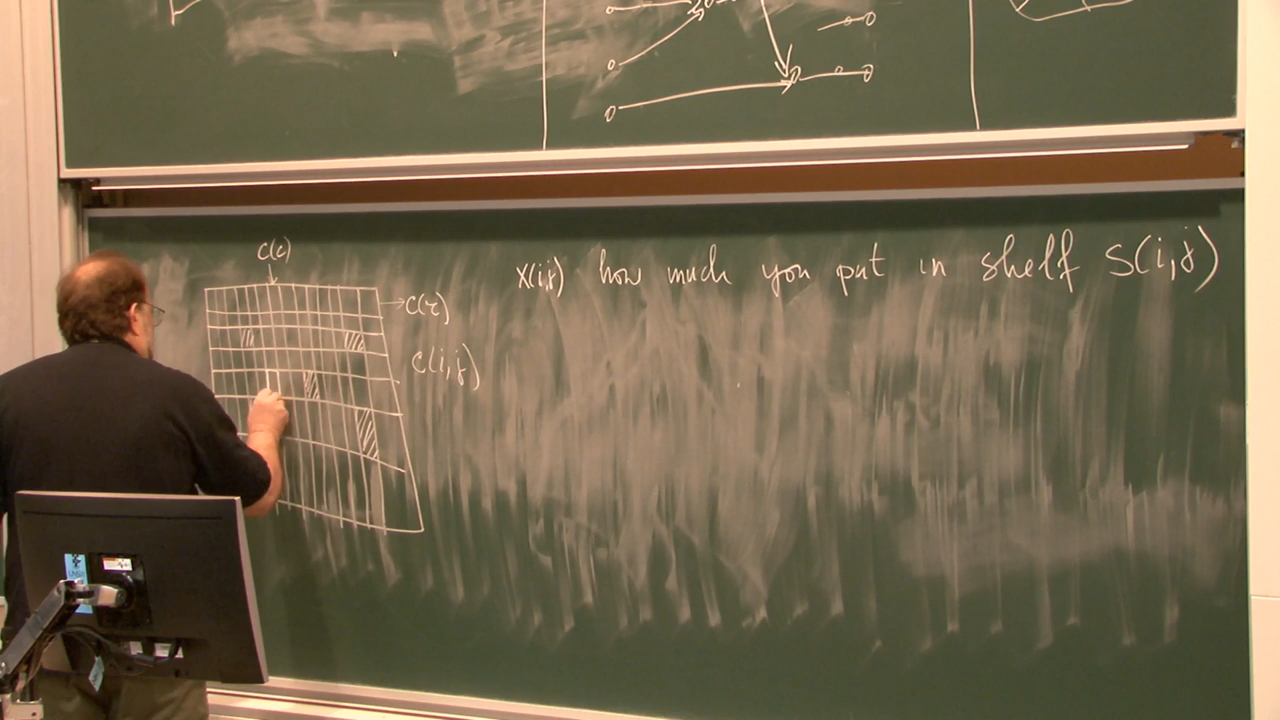 C(c)
X(i,j) how much you put in shelf S(i,j)
C(r)
C(i,j)